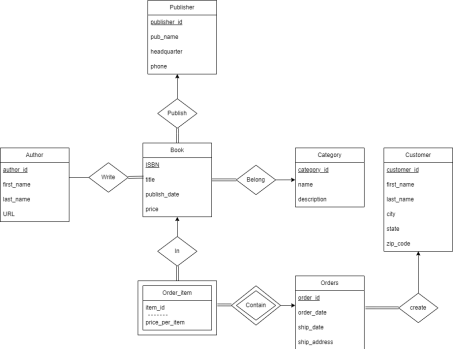 Publisher
publisher_id
pub_name
headquarter
phone
Publish
Book
ISBN
title
publish_date
price
Author
author_id
first_name
last_name
URL
Write
Belong
Category
category_id
name
description
Customer
customer_id
first_name
last_name
city
state
zip_code
In
Order_item
item_id
price_per_item
Contain
Orders
order_id
order_date
ship_date
ship_address
create